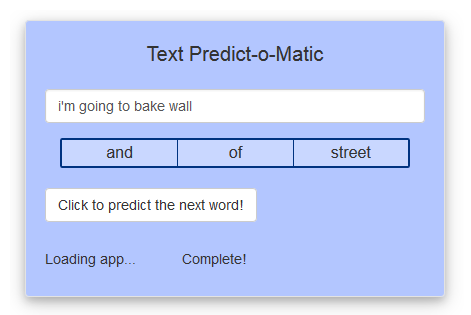 Text Predict-o-Matic
i'm going to bake wall
and of street
Click to predict the next word!
Loading app... Complete!